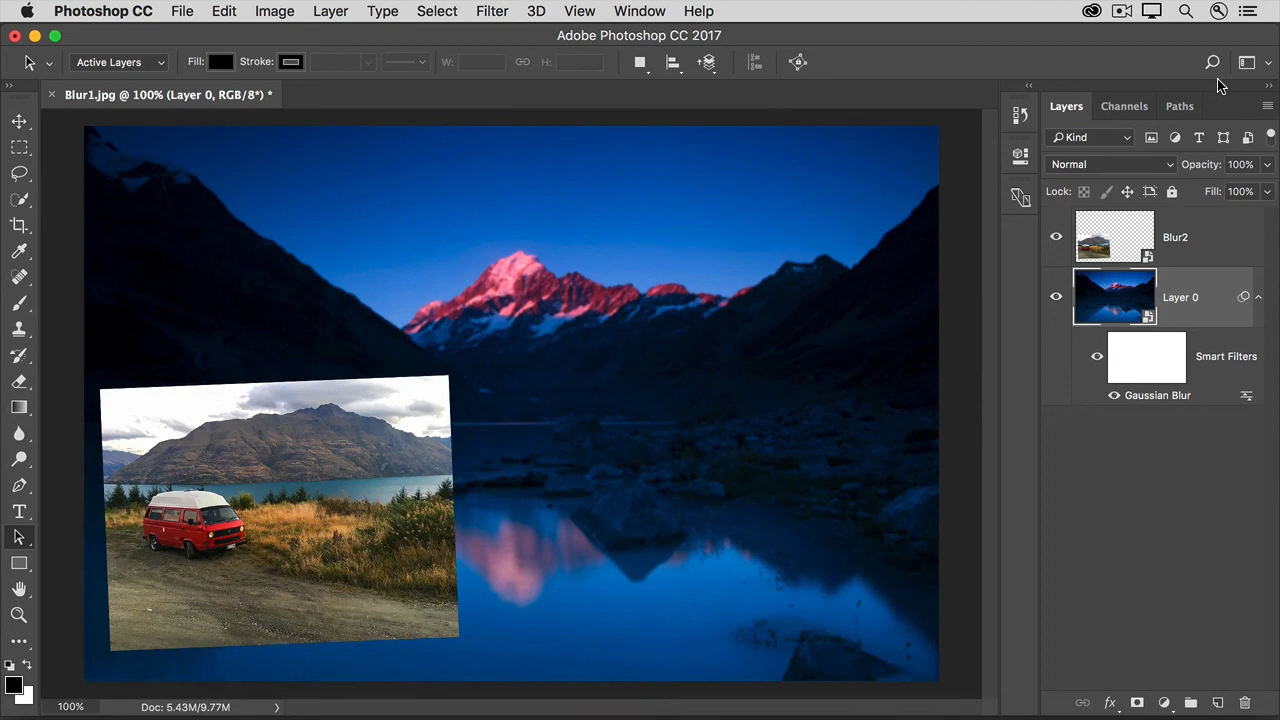 Photoshop CC File Edit Image Layer Type Select Filter 3D View Window Help
Adobe Photoshop CC 2017
Active Layers Fill: Stroke: W: H:
Blur1.jpg @ 100% (Layer 0, RGB/8*) *
Layers Channels Paths
Kind
Normal Opacity: 100%
Lock: Fill: 100%
Blur2
Layer 0
Smart Filters
Gaussian Blur
100% Doc: 5.43M/9.77M